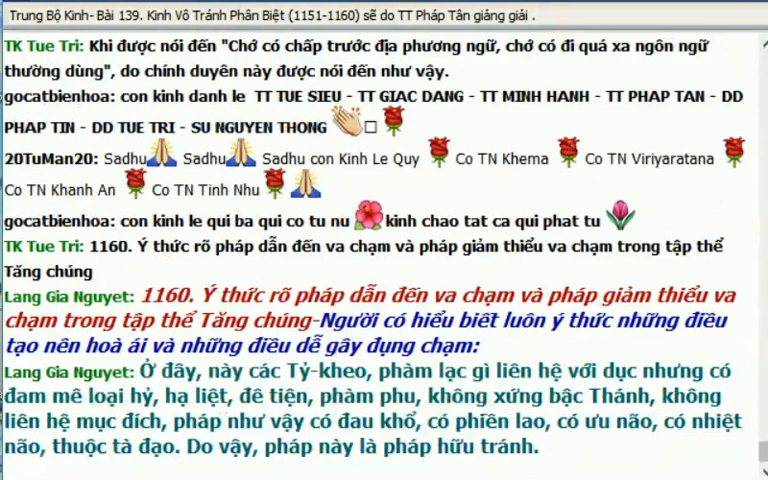 Trung Bộ Kinh- Bài 139. Kinh Vô Tránh Phân Biệt (1151-1160) sẽ do TT Pháp Tân giảng giải .
TK Tue Tri: Khi được nói đến "Chớ có chấp trước địa phương ngữ, chớ có đi quá xa ngôn ngữ
thường dùng", do chính duyên này được nói đến như vậy.
gocatbienhoa: con kinh danh le TT TUE SIEU - TT GIAC DANG - TT MINH HANH - TT PHAP TAN - DD
PHAP TIN - DD TUE TRI - SU NGUYEN THONG 👏□ 🌹
20TuMan20: Sadhu🙏 Sadhu🙏 Sadhu con Kinh Le Quy 🌹 Co TN Khema 🌹 Co TN Viriyaratana 🌹
Co TN Khanh An 🌹 Co TN Tinh Nhu 🌹🙏
gocatbienhoa: con kinh le qui ba qui co tu nu 🌺kinh chao tat ca qui phat tu 🌷
TK Tue Tri: 1160. Ý thức rõ pháp dẫn đến va chạm và pháp giảm thiểu va chạm trong tập thể
Tăng chúng
Lang Gia Nguyet: 1160. Ý thức rõ pháp dẫn đến va chạm và pháp giảm thiểu va
chạm trong tập thể Tăng chúng-Người có hiểu biết luôn ý thức những điều
tạo nên hoà ái và những điều dễ gây đụng chạm:
Lang Gia Nguyet: Ở đây, này các Tỷ-kheo, phàm lạc gì liên hệ với dục nhưng có
đam mê loại hỷ, hạ liệt, đê tiện, phàm phu, không xứng bậc Thánh, không
liên hệ mục đích, pháp như vậy có đau khổ, có phiền lao, có ưu não, có nhiệt
não, thuộc tà đạo. Do vậy, pháp này là pháp hữu tránh.